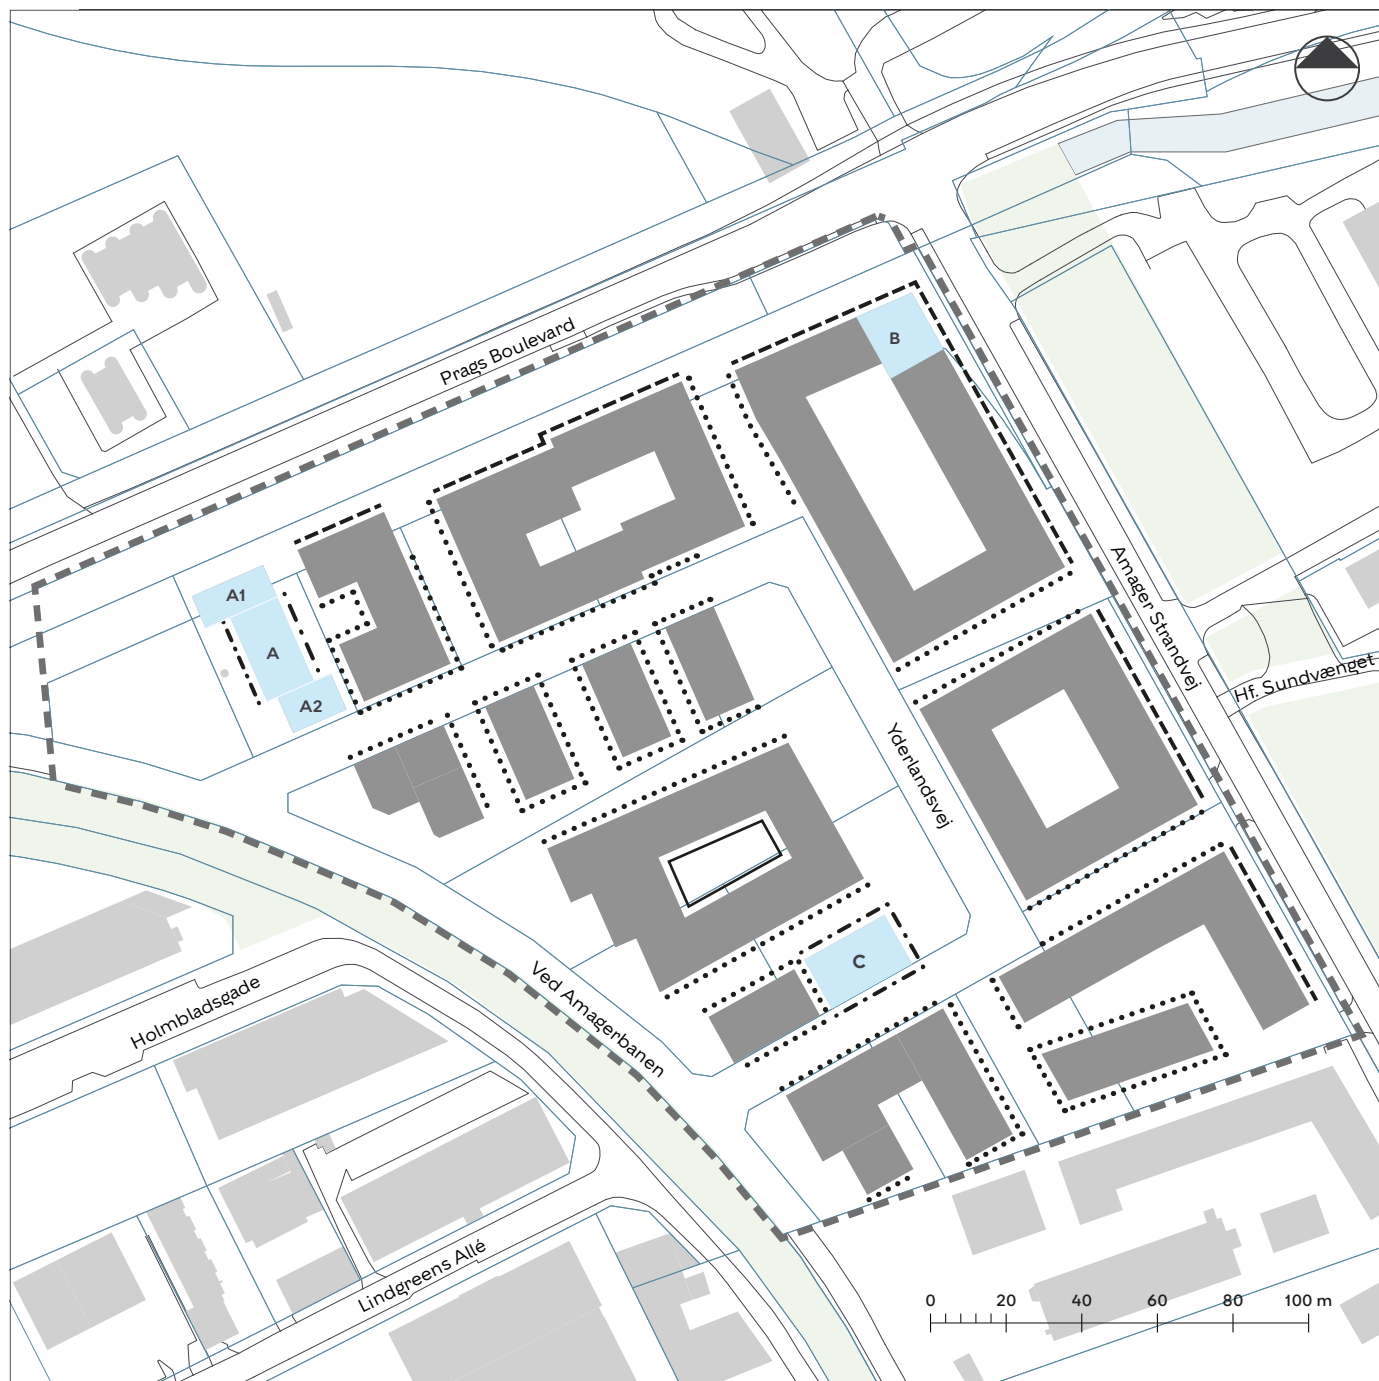 Prags Boulevard
B
A1
A
A2
Amager Strandvej
Hf. Sundvænget
Yderlandsvej
C
Ved Amagerbanen
Holmbladsgade
Lindgreens Allé
0 20 40 60 80 100 m